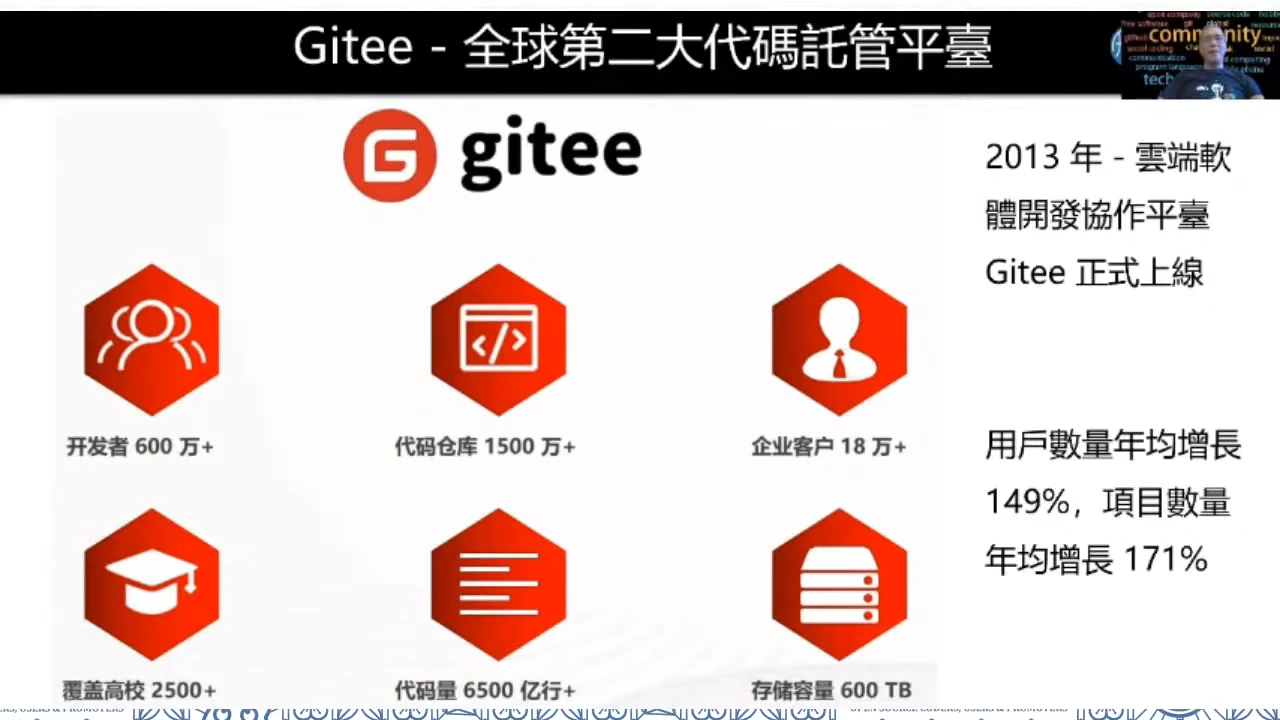 Gitee - 全球第二大代碼託管平臺
community
tech
gitee
2013 年 - 雲端軟
體開發協作平臺
Gitee 正式上線
开发者 600 万+
代码仓库 1500 万+
企业客户 18 万+
用戶數量年均增長
149%，項目數量
年均增長 171%
覆盖高校 2500+
代码量 6500 亿行+
存储容量 600 TB